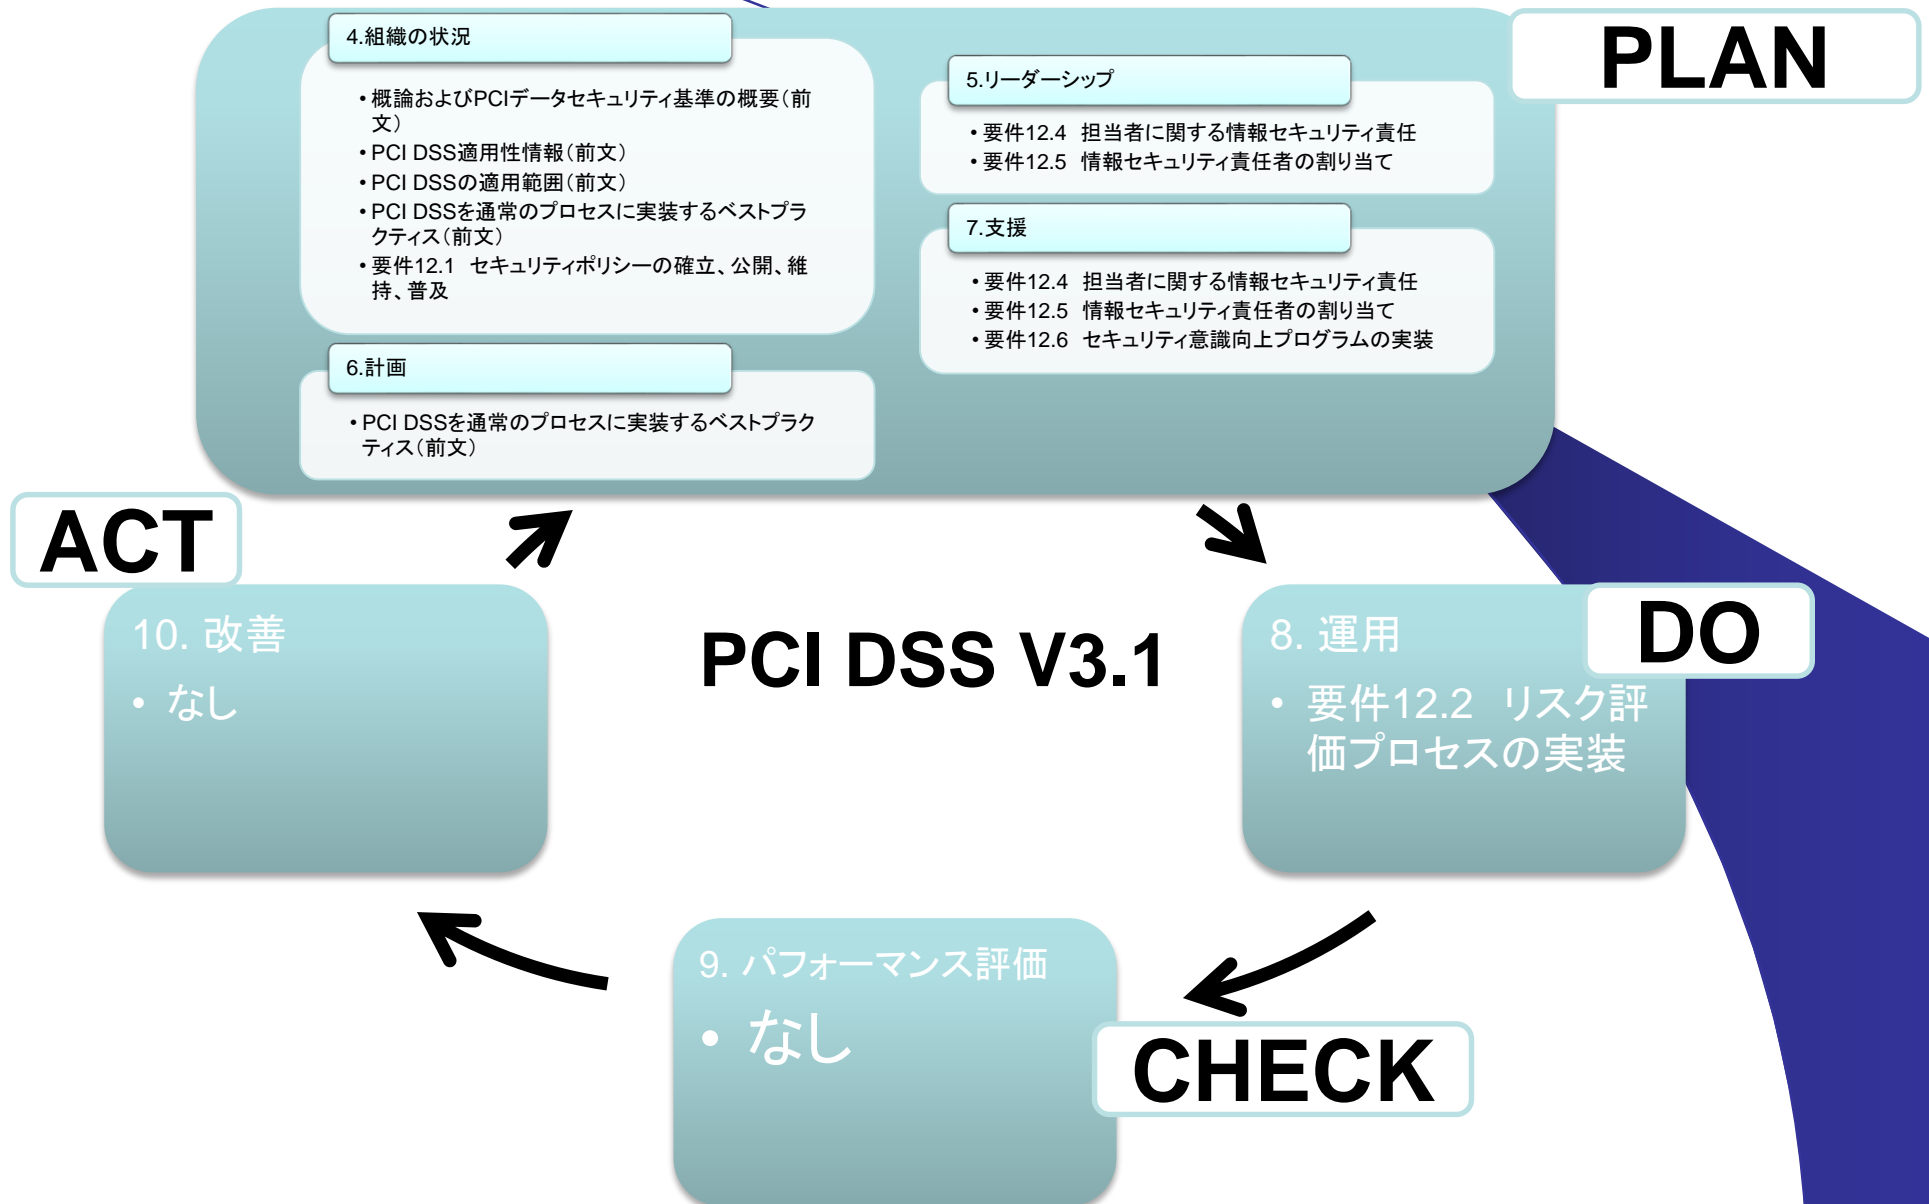 PLAN
4.組織の状況
•概論およびPCIデータセキュリティ基準の概要(前
文)
•PCI DSS適用性情報(前文)
•PCI DSSの適用範囲(前文)
•PCI DSSを通常のプロセスに実装するベストプラ
クティス(前文)
•要件12.1　セキュリティポリシーの確立、公開、維
持、普及
6.計画
•PCI DSSを通常のプロセスに実装するベストプラク
ティス(前文)
5.リーダーシップ
•要件12.4　担当者に関する情報セキュリティ責任
•要件12.5　情報セキュリティ責任者の割り当て
7.支援
•要件12.4　担当者に関する情報セキュリティ責任
•要件12.5　情報セキュリティ責任者の割り当て
•要件12.6　セキュリティ意識向上プログラムの実装
ACT
10. 改善
• なし
PCI DSS V3.1
DO
8. 運用
• 要件12.2　リスク評
価プロセスの実装
9. パフォーマンス評価
• なし
CHECK